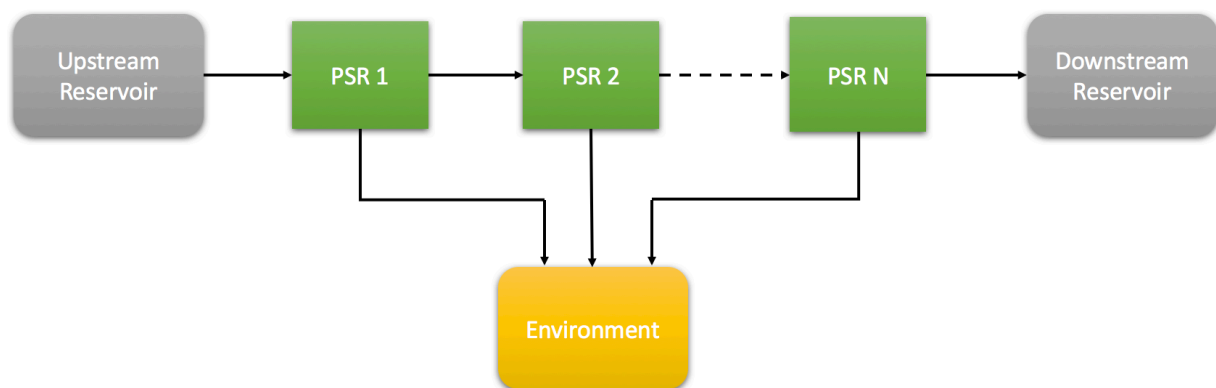 Upstream
Reservoir
PSR 1
PSR 2
PSR N
Downstream
Reservoir
Environment